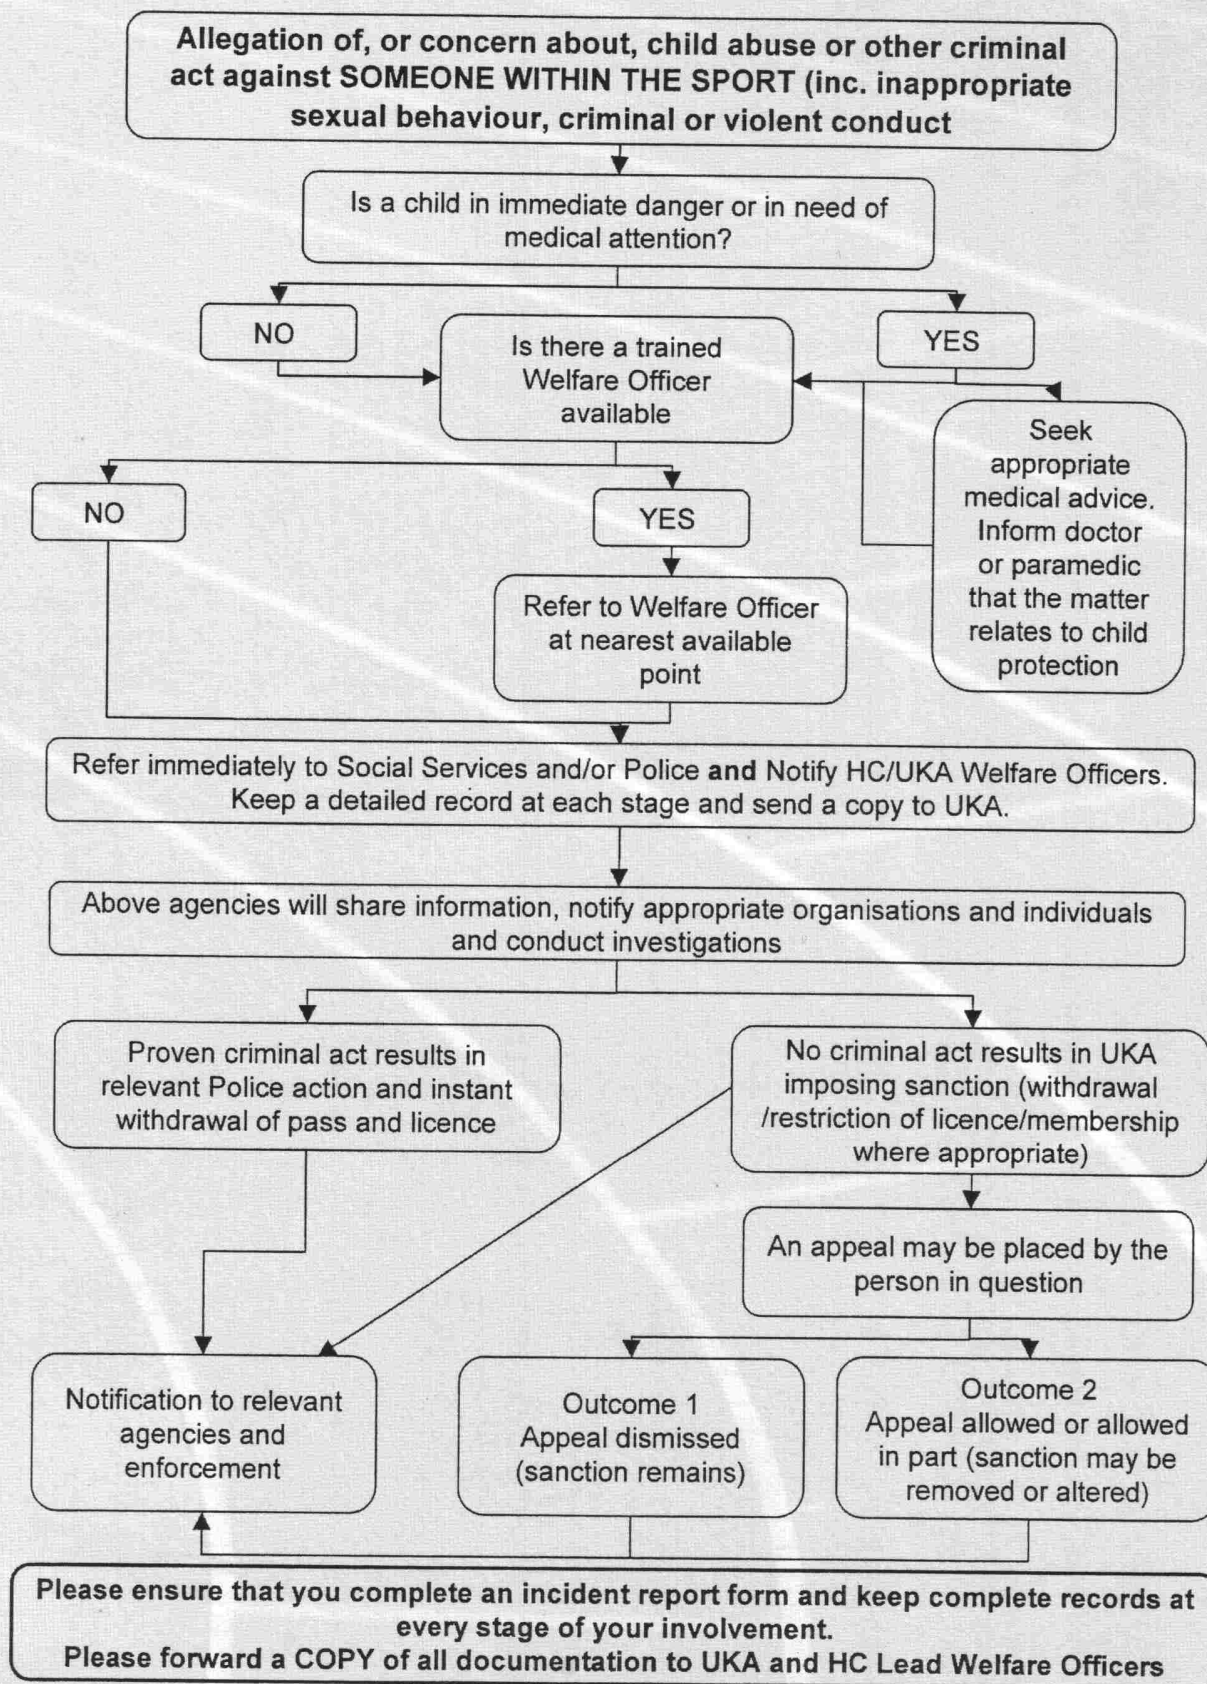 Allegation of, or concern about, child abuse or other criminal
act against SOMEONE WITHIN THE SPORT (inc. inappropriate
sexual behaviour, criminal or violent conduct
Is a child in immediate danger or in need of
medical attention?
NO
YES
Is there a trained
Welfare Officer
available
Seek
appropriate
medical advice.
Inform doctor
or paramedic
that the matter
relates to child
protection
NO
YES
Refer to Welfare Officer
at nearest available
point
Refer immediately to Social Services and/or Police and Notify HC/UKA Welfare Officers.
Keep a detailed record at each stage and send a copy to UKA.
Above agencies will share information, notify appropriate organisations and individuals
and conduct investigations
Proven criminal act results in
relevant Police action and instant
withdrawal of pass and licence
No criminal act results in UKA
imposing sanction (withdrawal
/restriction of licence/membership
where appropriate)
An appeal may be placed by the
person in question
Notification to relevant
agencies and
enforcement
Outcome 1
Appeal dismissed
(sanction remains)
Outcome 2
Appeal allowed or allowed
in part (sanction may be
removed or altered)
Please ensure that you complete an incident report form and keep complete records at
every stage of your involvement.
Please forward a COPY of all documentation to UKA and HC Lead Welfare Officers